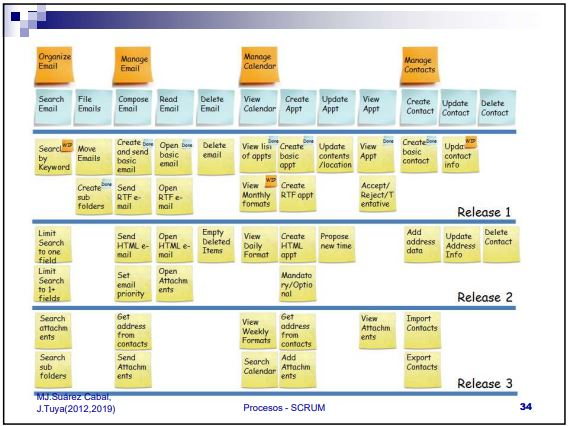 Organize
Email
Manage
Email
Manage
Calendar
Manage
Contacts
Search
Email
File
Emails
Compose
Email
Read
Email
Delete
Email
View
Calendar
Create
Appt
Update
Appt
View
Appt
Create
Contact
Update
Contact
Delete
Contact
Search
by
Keyword
WIP
Move
Emails
Create
and send
basic
email
Done
Open
basic
email
Done
Delete
email
View list
of appts
Done
Create
basic
appt
Done
Update
contents
/location
View
Appt
Done
Create
basic
contact
Done
Update
contact
info
WIP
Create
sub
folders
Done
Send
RTF e-
mail
Open
RTF e-
mail
View
Monthly
formats
WIP
Create
RTF appt
Accept/
Reject/T
entative
Release 1
Limit
Search
to one
field
Send
HTML e-
mail
Open
HTML e-
mail
Empty
Deleted
Items
View
Daily
Format
Create
HTML
appt
Propose
new time
Add
address
data
Update
Address
Info
Delete
Contact
Limit
Search
to 1+
fields
Set
email
priority
Open
Attachm
ents
Mandato
ry/Optio
nal
Release 2
Search
attachm
ents
Get
address
from
contacts
View
Weekly
Formats
Get
address
from
contacts
View
Attachm
ents
Import
Contacts
Search
sub
folders
Send
Attachm
ents
Search
Calendar
Add
Attachm
ents
Export
Contacts
Release 3
MJ.Suárez Cabal,
J.Tuya(2012,2019)
Procesos - SCRUM
34